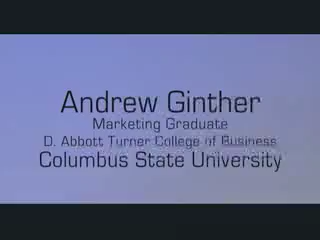 Andrew Ginther
Marketing Graduate
D. Abbott Turner College of Business
Columbus State University